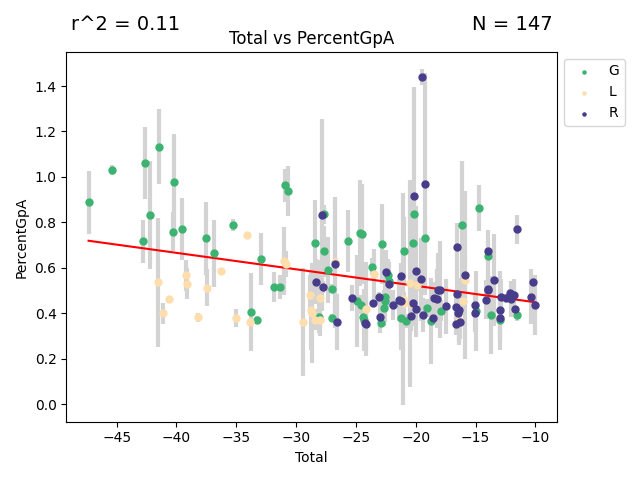 r^2 = 0.11
N = 147
Total vs PercentGpA
G
L
R
PercentGpA
1.4
1.2
1.0
0.8
0.6
0.4
0.2
0.0
−45 −40 −35 −30 −25 −20 −15 −10
Total